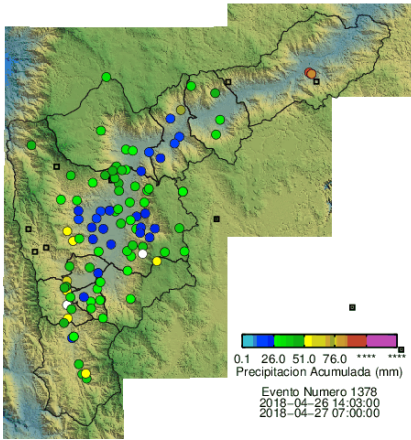 0.1 26.0 51.0 76.0 **** ****
Precipitacion Acumulada (mm)
Evento Numero 1378
2018-04-26 14:03:00
2018-04-27 07:00:00